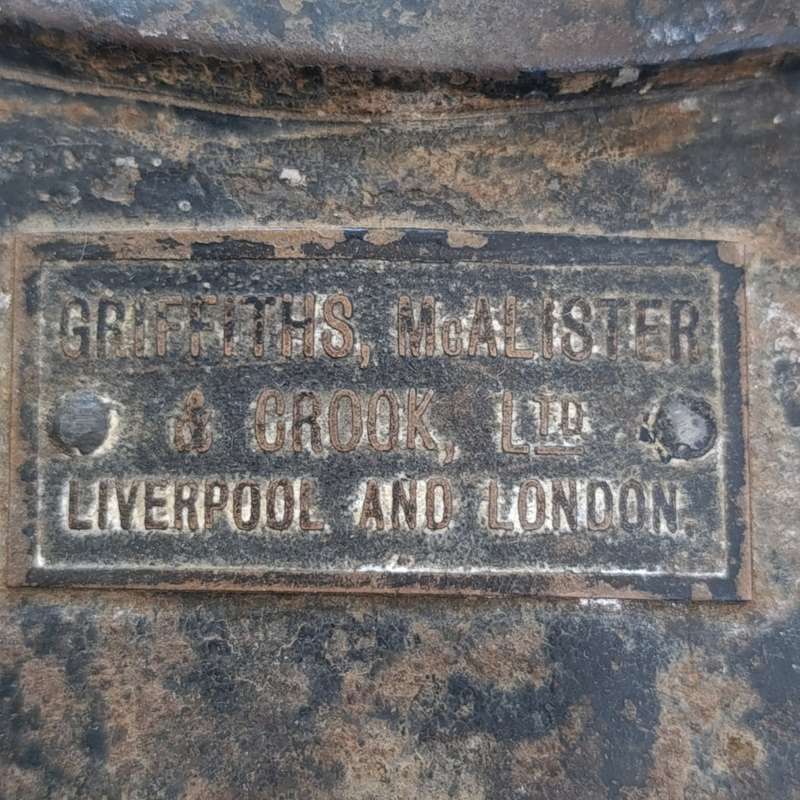 GRIFFITHS, McALISTER
& CROOK, LTD
LIVERPOOL AND LONDON.